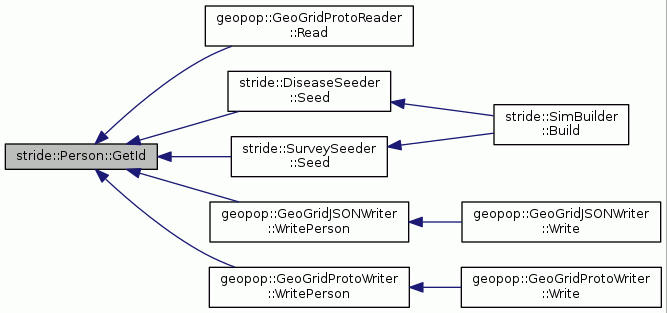 geopop::GeoGridProtoReader
::Read
stride::DiseaseSeeder
::Seed
stride::SimBuilder
::Build
stride::Person::GetId
stride::SurveySeeder
::Seed
geopop::GeoGridJSONWriter
::WritePerson
geopop::GeoGridJSONWriter
::Write
geopop::GeoGridProtoWriter
::WritePerson
geopop::GeoGridProtoWriter
::Write